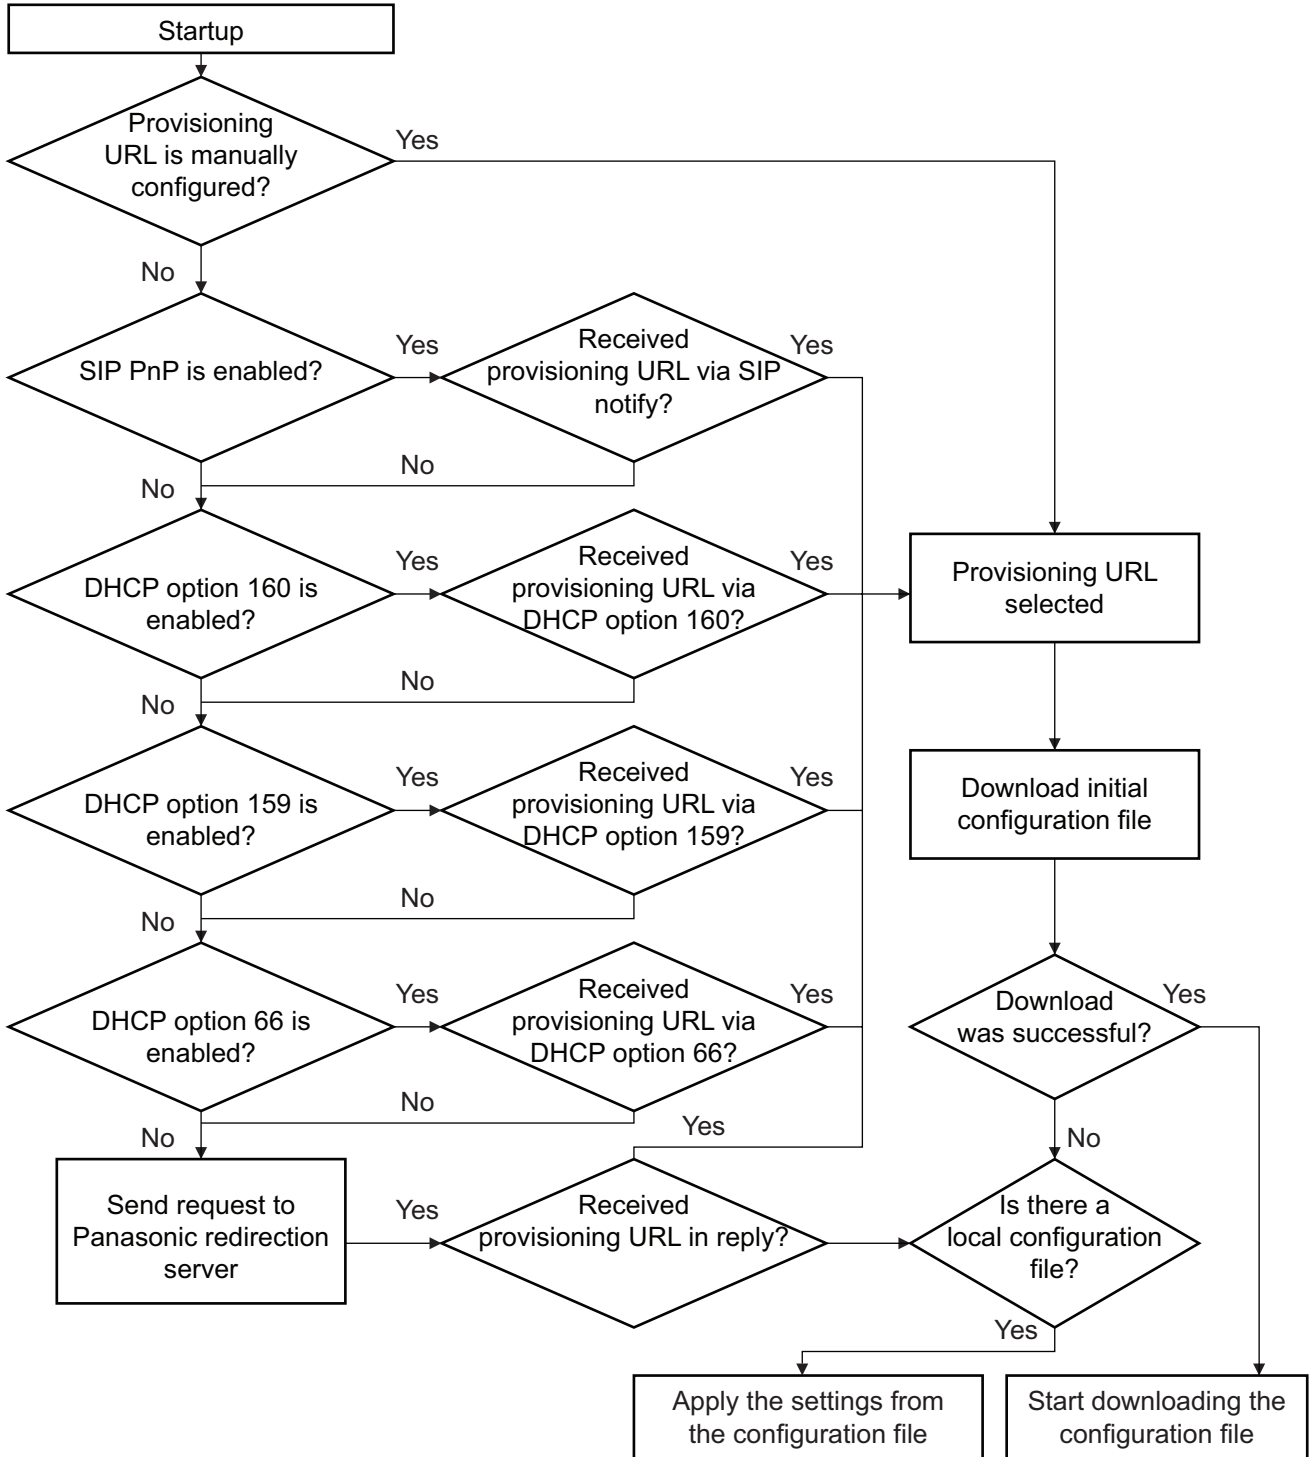 Startup
Provisioning
URL is manually
configured?
Yes
No
SIP PnP is enabled?
Yes
Received
provisioning URL via SIP
notify?
Yes
No
No
DHCP option 160 is
enabled?
Yes
Received
provisioning URL via
DHCP option 160?
Yes
No
No
Provisioning URL
selected
DHCP option 159 is
enabled?
Yes
Received
provisioning URL via
DHCP option 159?
Yes
No
No
Download initial
configuration file
DHCP option 66 is
enabled?
Yes
Received
provisioning URL via
DHCP option 66?
Yes
No
No
Download
was successful?
Yes
No
Send request to
Panasonic redirection
server
Yes
Received
provisioning URL in reply?
Yes
Is there a
local configuration
file?
Yes
Apply the settings from
the configuration file
Start downloading the
configuration file